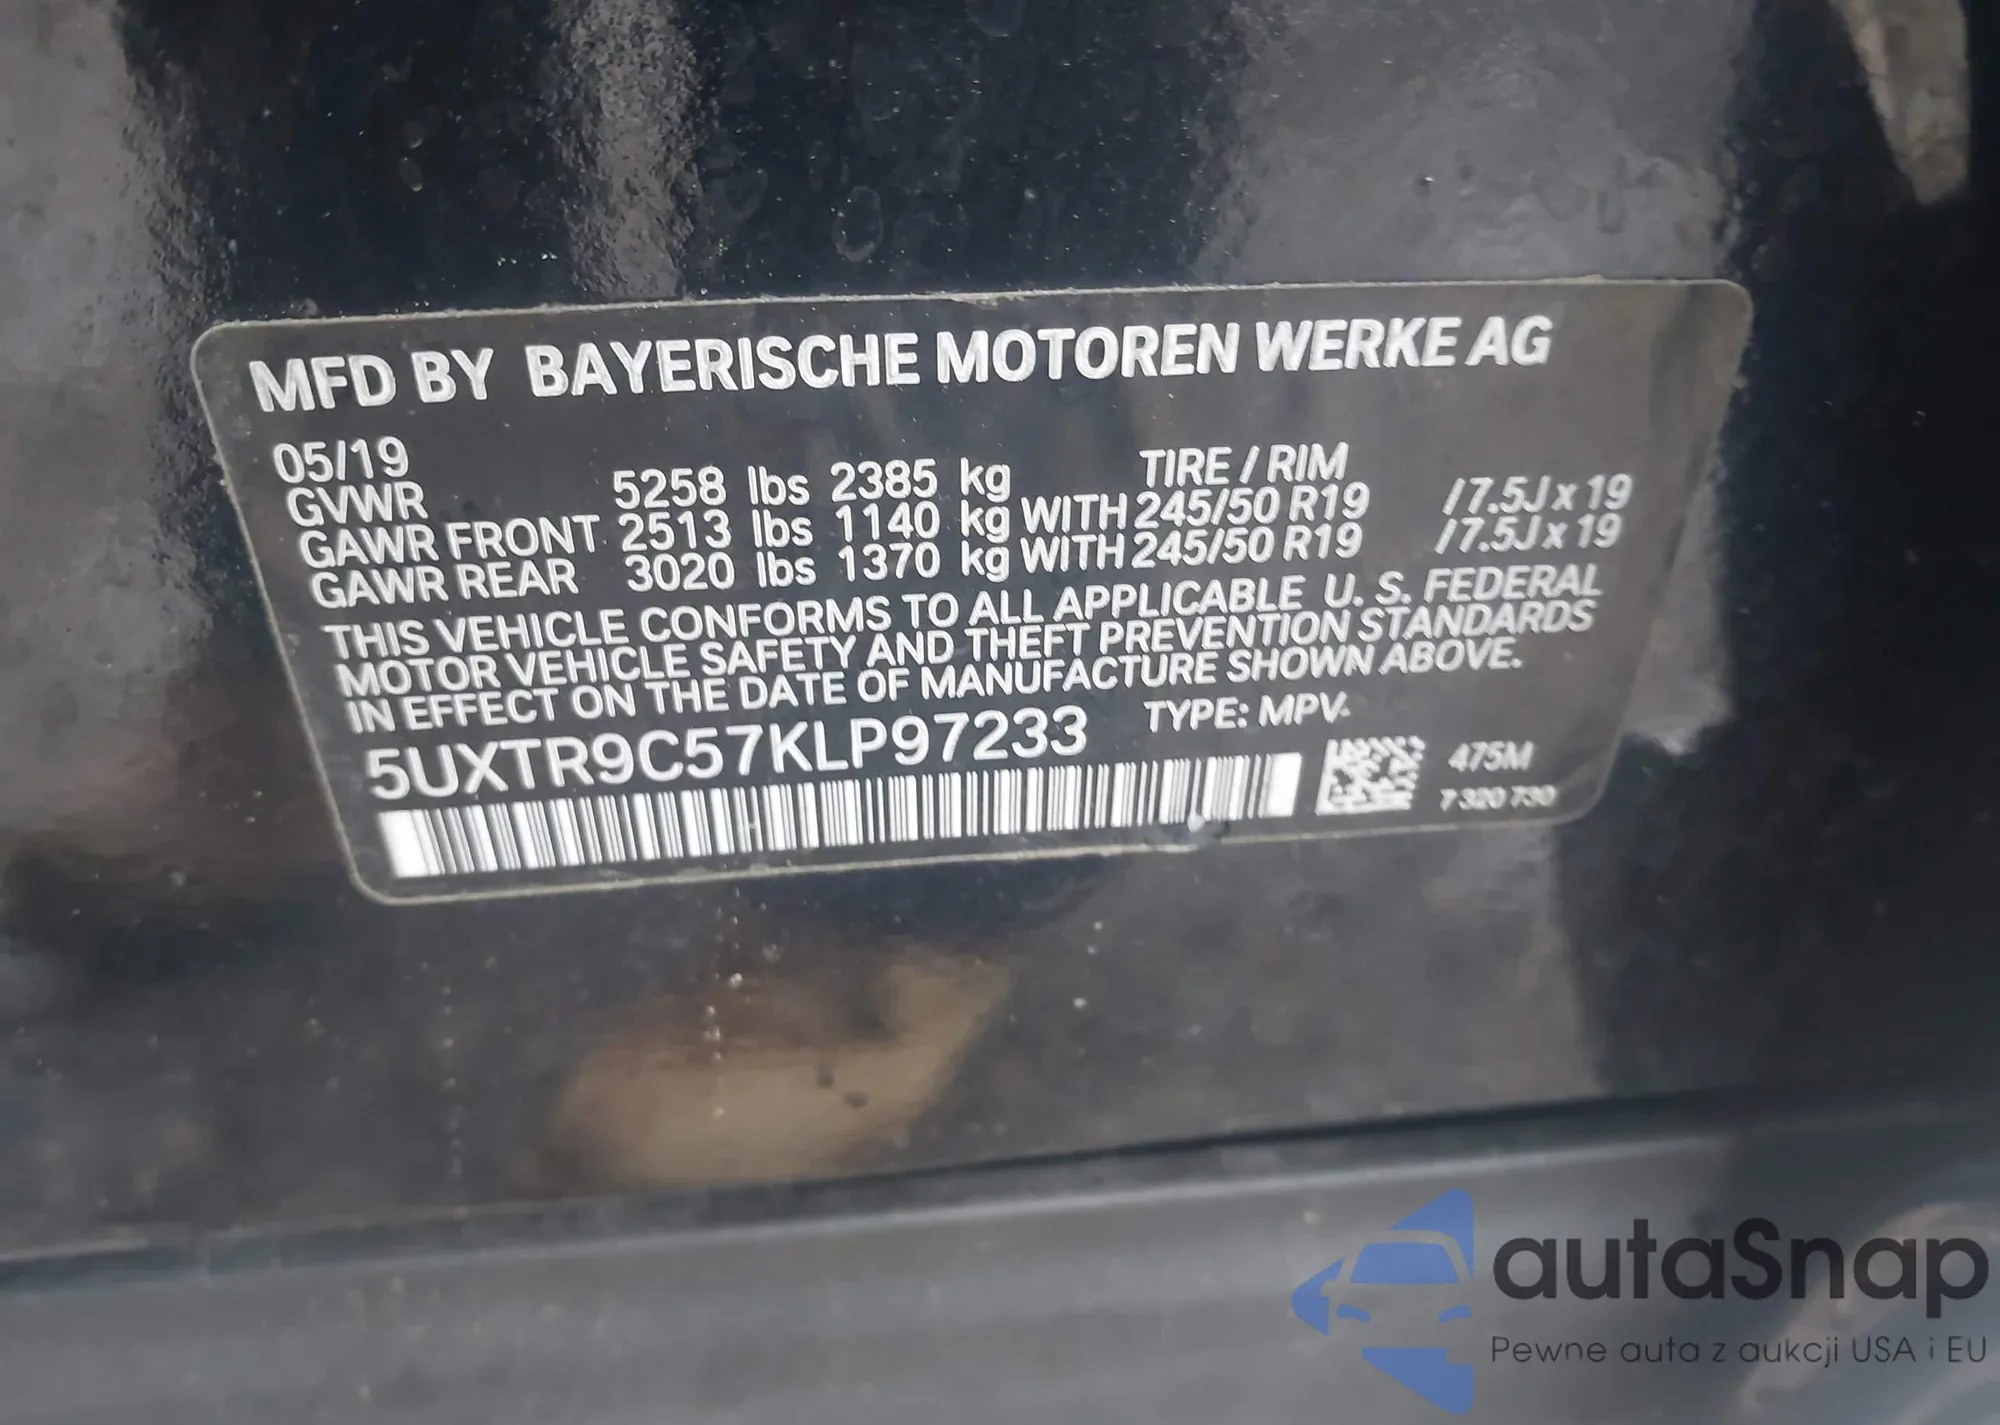 MFD BY BAYERISCHE MOTOREN WERKE AG
05/19
GVWR 5258 lbs 2385 kg TIRE / RIM
GAWR FRONT 2513 lbs 1140 kg WITH 245/50 R19 /7.5J x 19
GAWR REAR 3020 lbs 1370 kg WITH 245/50 R19 /7.5J x 19
THIS VEHICLE CONFORMS TO ALL APPLICABLE U. S. FEDERAL
MOTOR VEHICLE SAFETY AND THEFT PREVENTION STANDARDS
IN EFFECT ON THE DATE OF MANUFACTURE SHOWN ABOVE.
5UXTR9C57KLP97233 TYPE: MPV
475M
7 320 730
autaSnap
Pewne auta z aukcji USA i EU